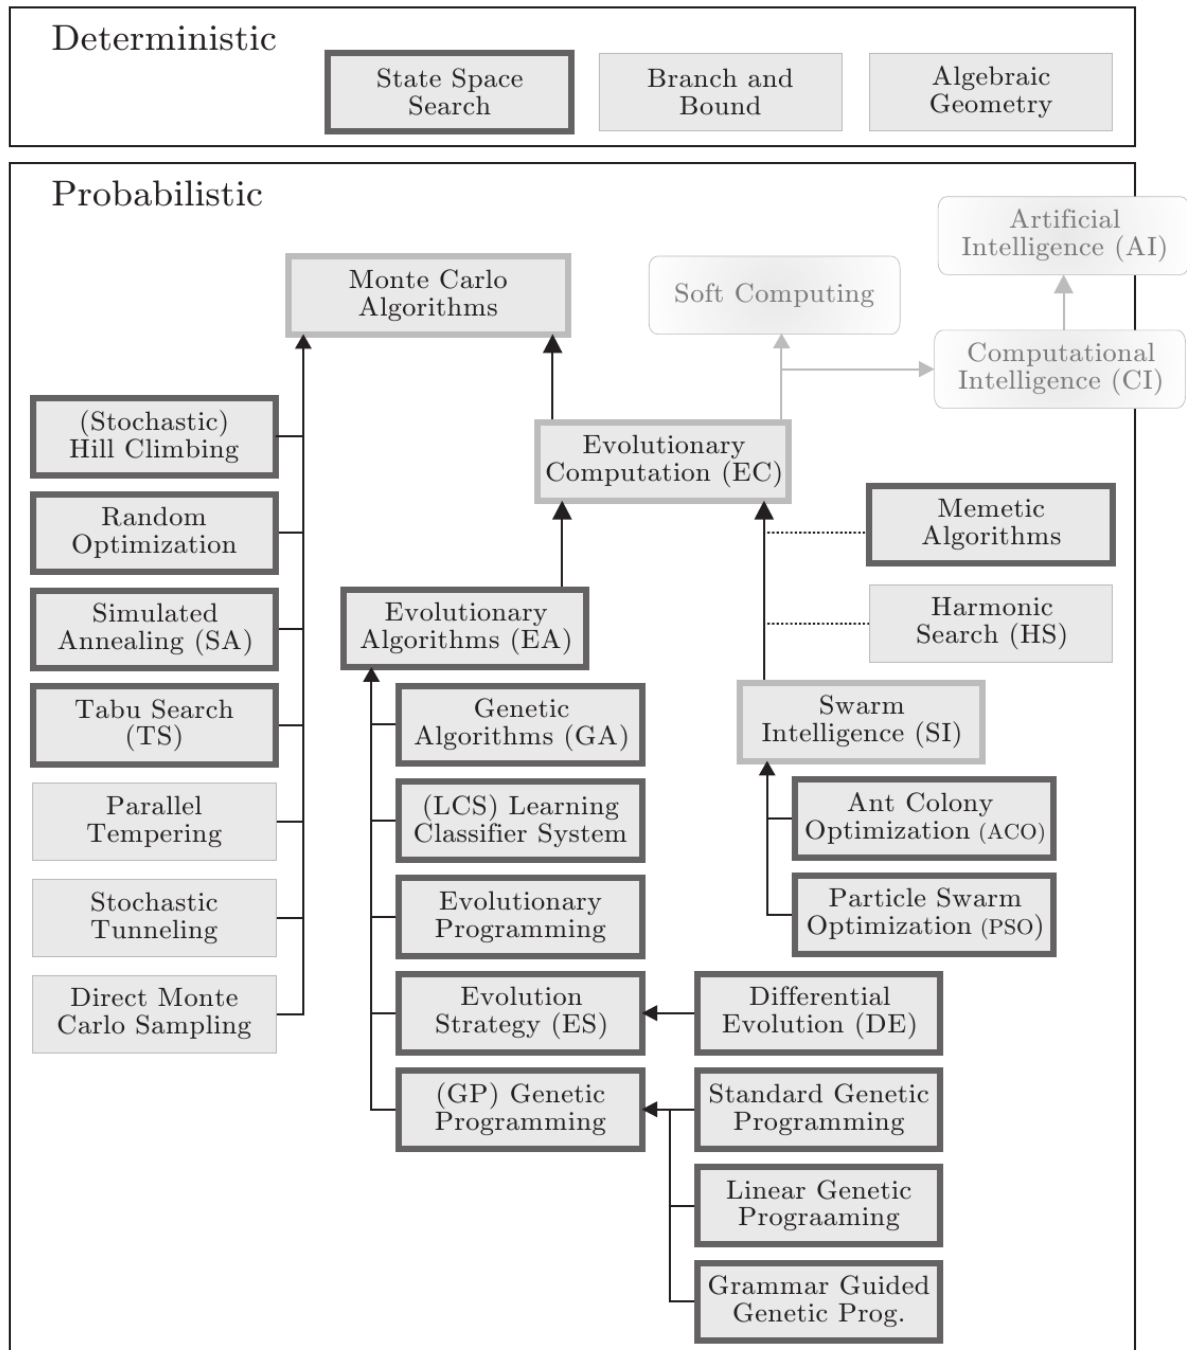 Deterministic
State Space
Search
Branch and
Bound
Algebraic
Geometry
Probabilistic
Artificial
Intelligence (AI)
Monte Carlo
Algorithms
Soft Computing
Computational
Intelligence (CI)
(Stochastic)
Hill Climbing
Evolutionary
Computation (EC)
Random
Optimization
Memetic
Algorithms
Simulated
Annealing (SA)
Evolutionary
Algorithms (EA)
Harmonic
Search (HS)
Tabu Search
(TS)
Genetic
Algorithms (GA)
Swarm
Intelligence (SI)
Parallel
Tempering
(LCS) Learning
Classifier System
Ant Colony
Optimization (ACO)
Stochastic
Tunneling
Evolutionary
Programming
Particle Swarm
Optimization (PSO)
Direct Monte
Carlo Sampling
Evolution
Strategy (ES)
Differential
Evolution (DE)
(GP) Genetic
Programming
Standard Genetic
Programming
Linear Genetic
Prograaming
Grammar Guided
Genetic Prog.